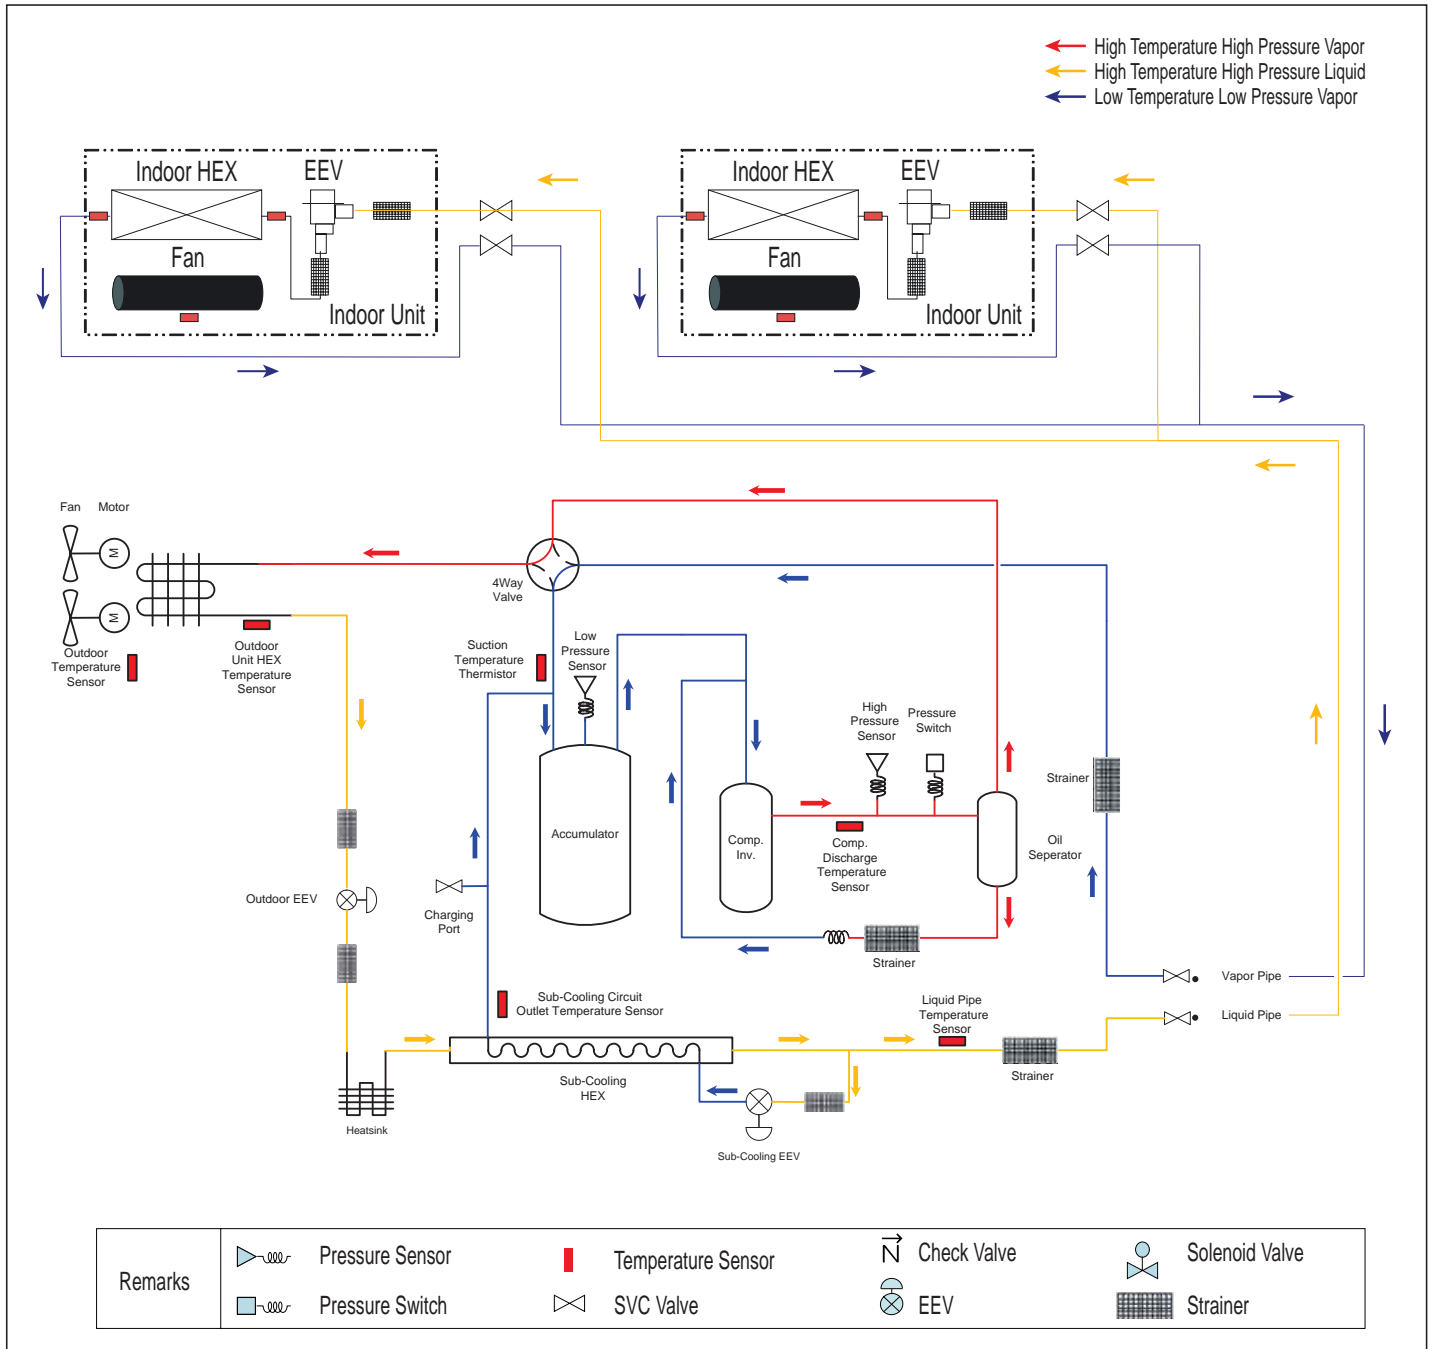 High Temperature High Pressure Vapor
High Temperature High Pressure Liquid
Low Temperature Low Pressure Vapor
Indoor HEX
EEV
Fan
Indoor Unit
Indoor HEX
EEV
Fan
Indoor Unit
Fan
Motor
M
M
4Way
Valve
Outdoor
Temperature
Sensor
Outdoor
Unit HEX
Temperature
Sensor
Suction
Temperature
Thermistor
Low
Pressure
Sensor
High
Pressure
Sensor
Pressure
Switch
Strainer
Accumulator
Comp.
Inv.
Comp.
Discharge
Temperature
Sensor
Oil
Seperator
Outdoor EEV
Charging
Port
Strainer
Vapor Pipe
Sub-Cooling Circuit
Outlet Temperature Sensor
Liquid Pipe
Temperature
Sensor
Liquid Pipe
Sub-Cooling
HEX
Strainer
Heatsink
Sub-Cooling EEV
Remarks
Pressure Sensor
Temperature Sensor
Check Valve
Solenoid Valve
Pressure Switch
SVC Valve
EEV
Strainer